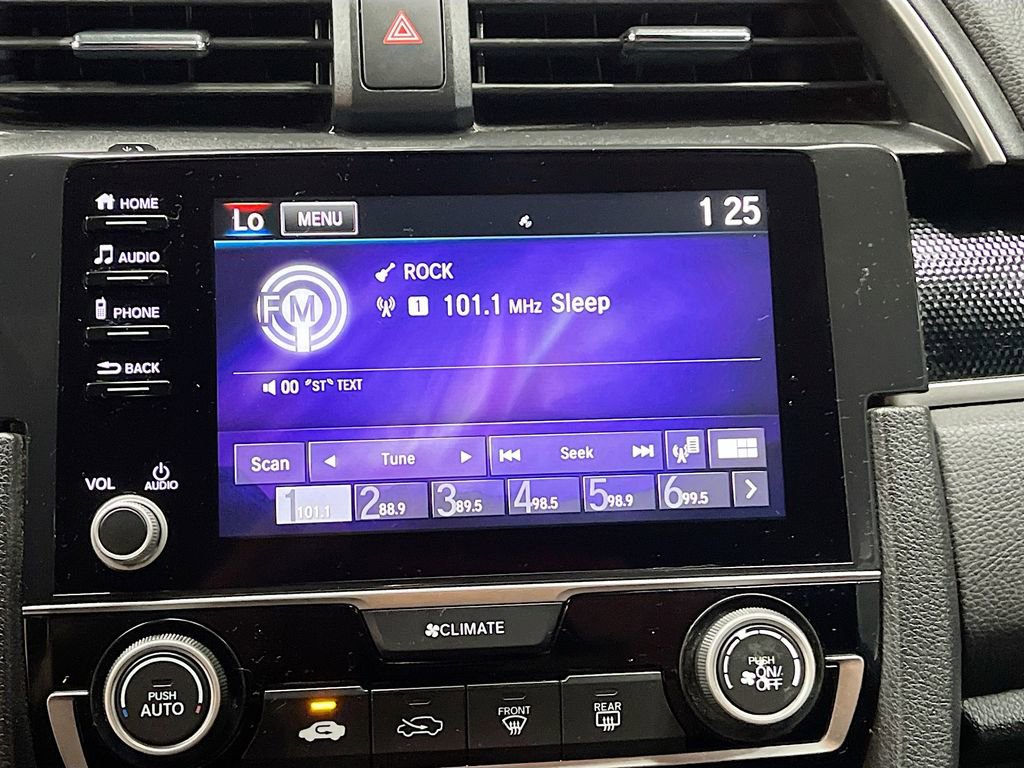 HOME
AUDIO
PHONE
BACK
VOL
AUDIO
Lo MENU 1 25
FM
ROCK
1 101.1 MHz Sleep
00 "ST" TEXT
Scan Tune Seek
1 101.1 2 88.9 3 89.5 4 98.5 5 98.9 6 99.5
CLIMATE
PUSH
AUTO
FRONT
REAR
PUSH
ON/
OFF